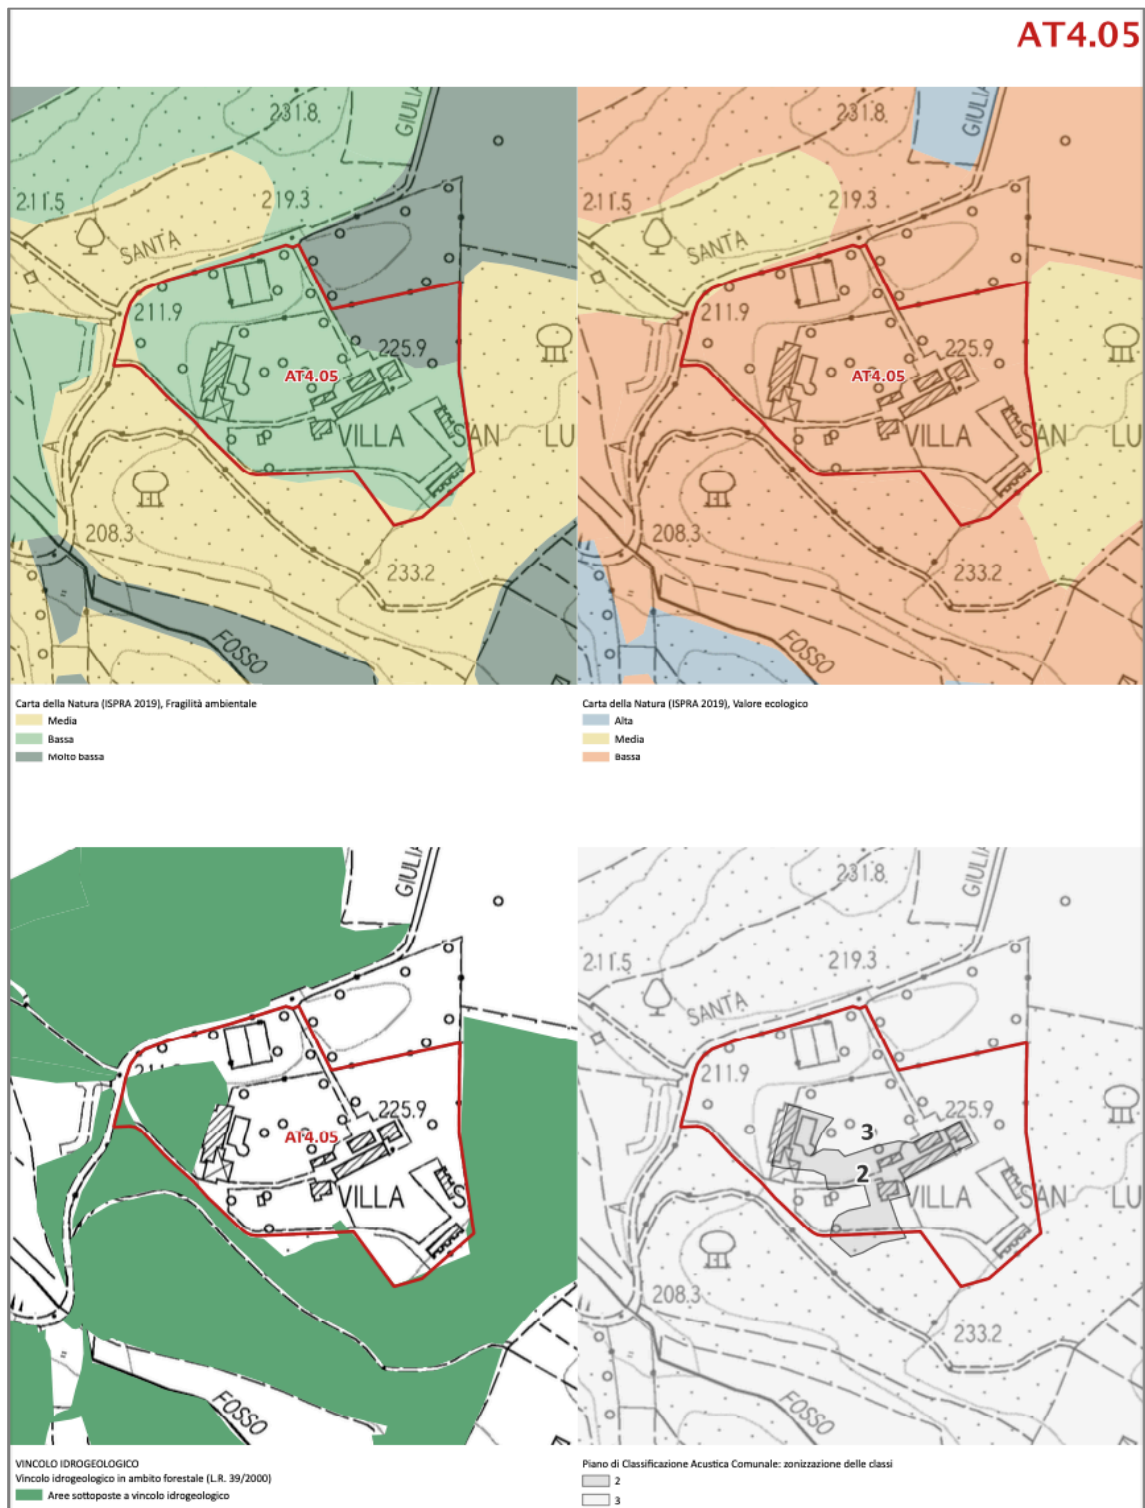 AT4.05
231.8
GIULIA
211.5
219.3
SANTA
211.9
225.9
AT4.05
VILLA SAN LU
A
208.3
233.2
FOSSO
231.8
GIULIA
211.5
219.3
SANTA
211.9
225.9
AT4.05
VILLA SAN LU
A
208.3
233.2
FOSSO
Carta della Natura (ISPRA 2019), Fragilità ambientale
Media
Bassa
Molto bassa
Carta della Natura (ISPRA 2019), Valore ecologico
Alta
Media
Bassa
GIULIA
225.9
AT4.05
VILLA S
FOSSO
231.8
GIULIA
211.5
219.3
SANTA
211.9
225.9
3
2
VILLA SAN LU
208.3
233.2
FOSSO
VINCOLO IDROGEOLOGICO
Vincolo idrogeologico in ambito forestale (L.R. 39/2000)
Aree sottoposte a vincolo idrogeologico
Piano di Classificazione Acustica Comunale: zonizzazione delle classi
2
3